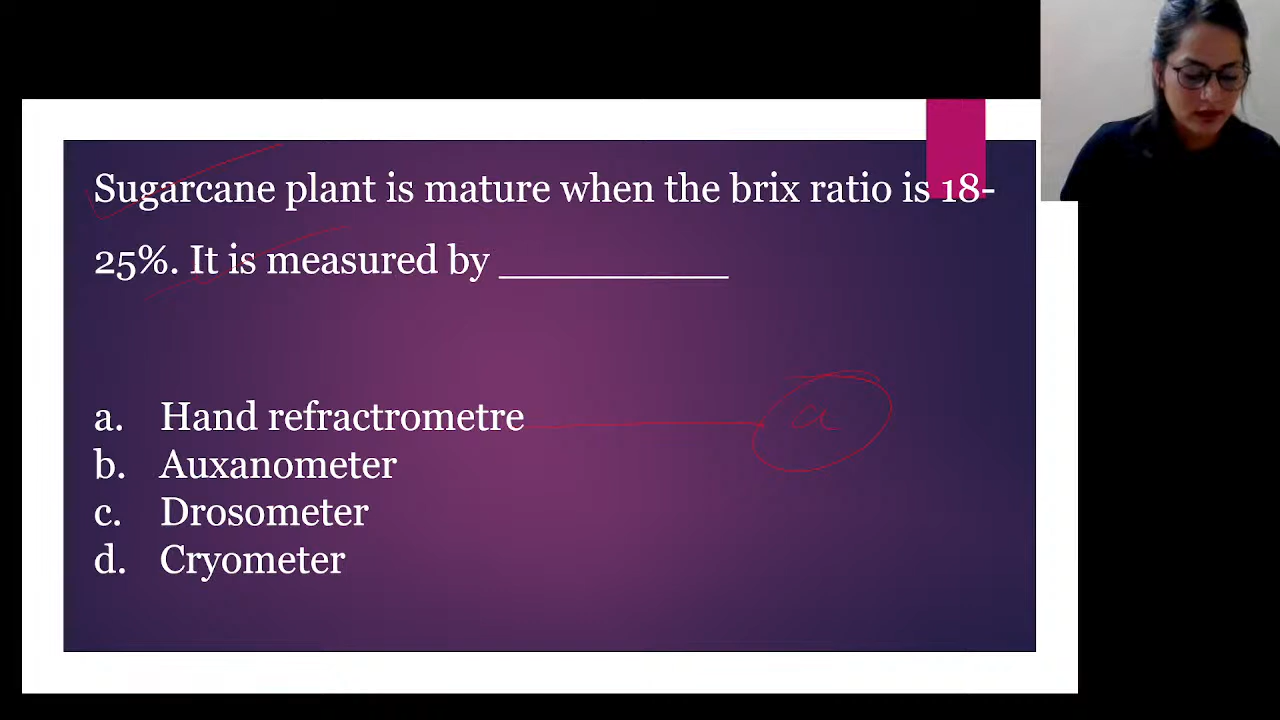 Sugarcane plant is mature when the brix ratio is 18-
25%. It is measured by ___________
a. Hand refractrometre
a
b. Auxanometer
c. Drosometer
d. Cryometer